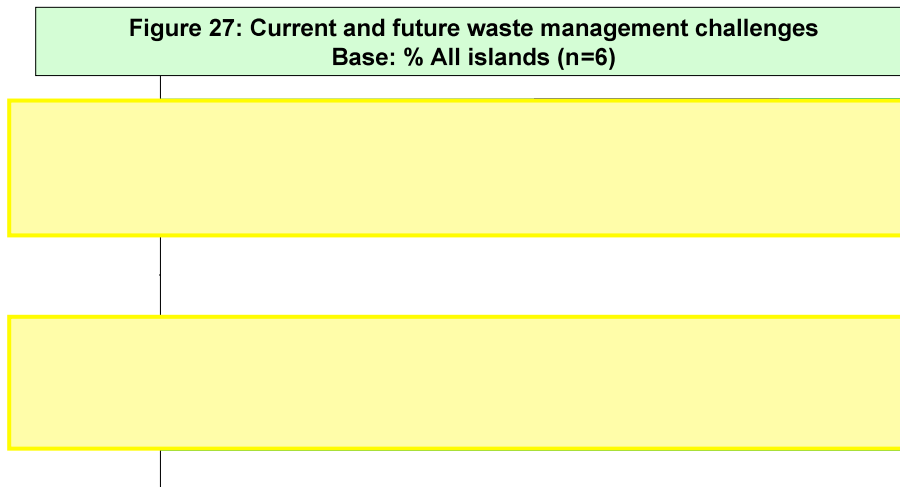 Figure 27: Current and future waste management challenges
Base: % All islands (n=6)